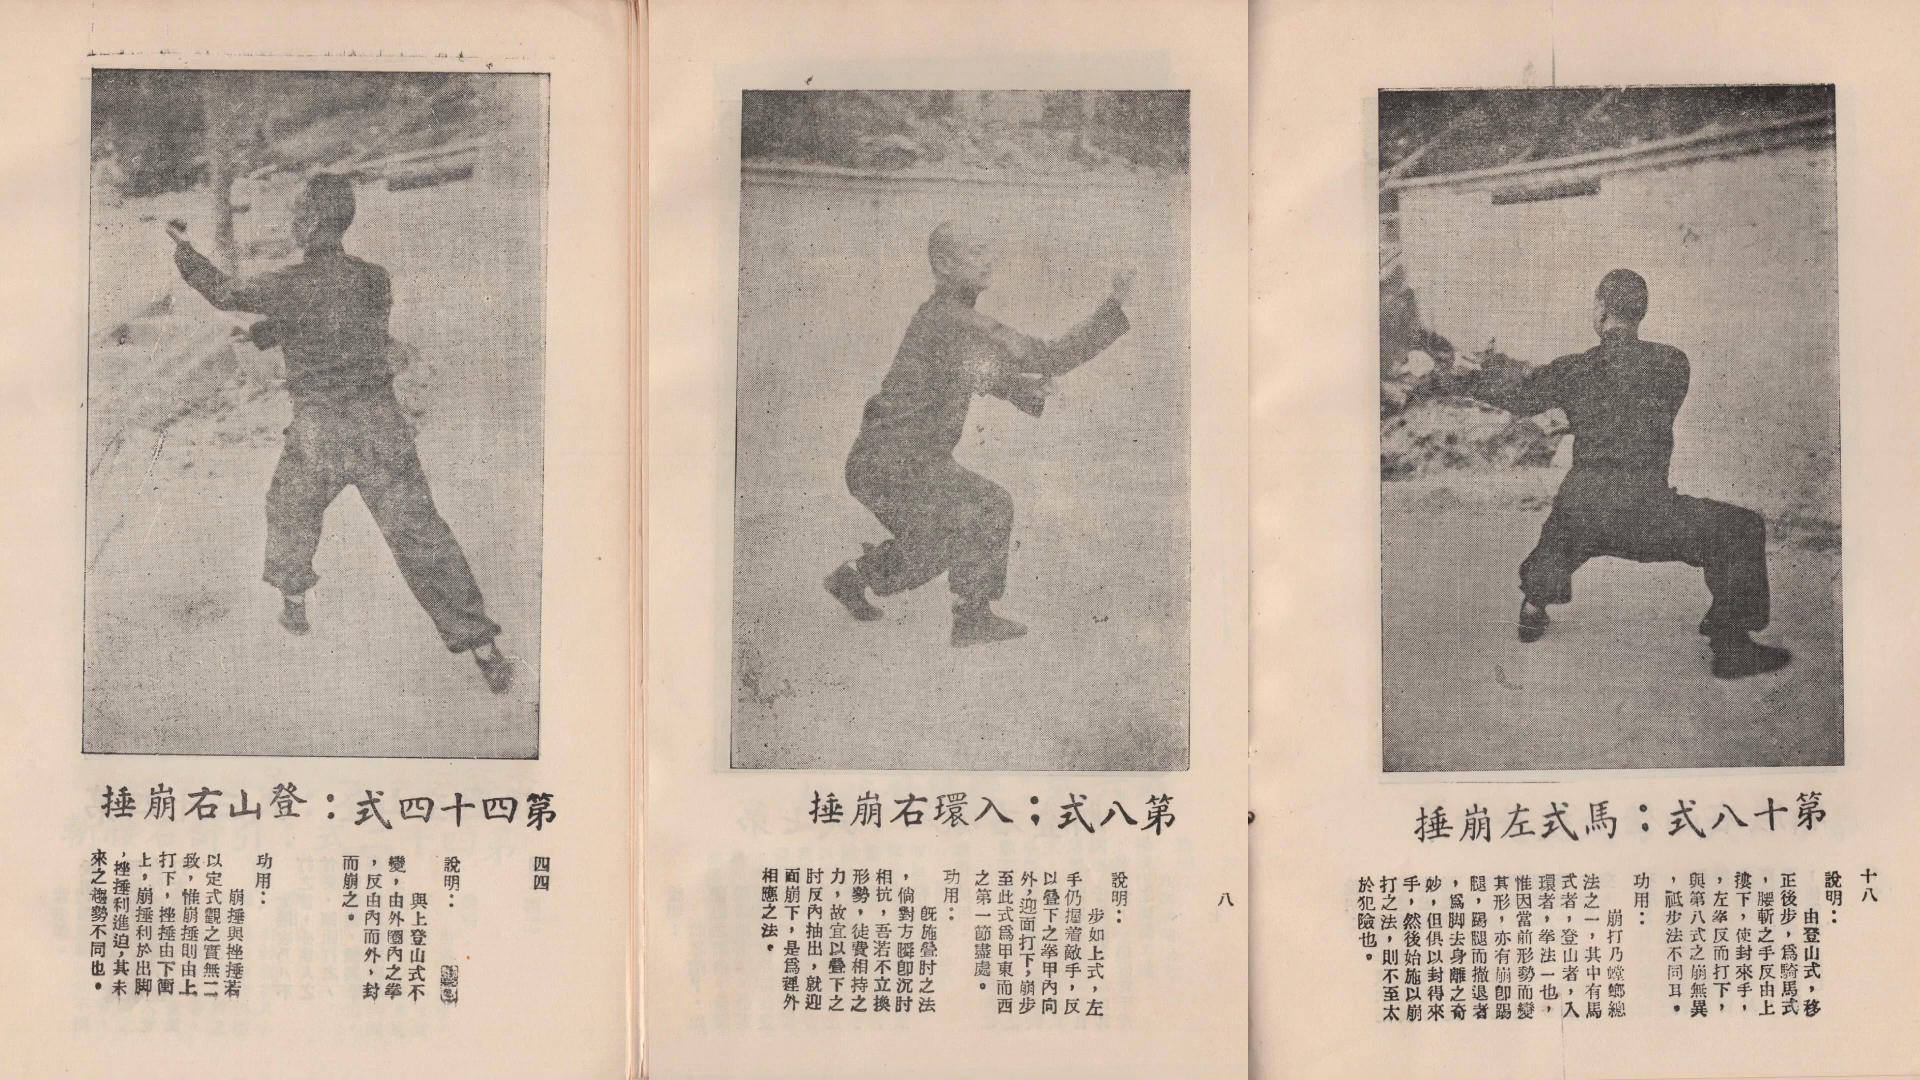 第四十四式：登山右崩捶
四四
說明：
與上登山式不
變，由外圈內之拳
，反由內而外，封
而崩之。
功用：
崩捶與挫捶若
以定式觀之實無二
致，惟崩捶則由上
打下，挫捶由下衝
上，崩捶利於出脚
，挫捶利進迫，其未
來之趨勢不同也。
第八式：入環右崩捶
八
說明：
步如上式，左
手仍握着敵手，反
以疊下之拳甲內向
外，迎面打下，崩步
至此式爲甲東而西
之第一節盡處。
功用：
旣施疊肘之法
，倘對方卽沉肘
相抗，吾若不立換
形勢，徒費相持之
力，故宜以疊下之
肘反內抽出，就迎
面崩下，是爲裡外
相應之法。
第十八式：馬式左崩捶
十八
說明：
由登山式，移
正後步，爲騎馬式
，腰斬之手反由上
摟下，使封來手，
，左拳反而打下，
與第八式之崩無異
，祗步法不同耳。
功用：
崩打乃螳螂總
法之一，其中有馬
式者，登山者，入
環者，拳法一也，
惟因當前形勢而變
其形，亦有崩卽踢
腿，踢腿而撤退者
，爲脚去身離之奇
妙，但俱以封得來
手，然後始施以崩
打之法，則不至太
於犯險也。